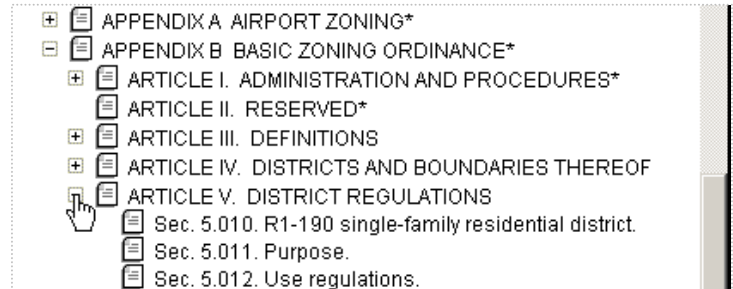 APPENDIX A AIRPORT ZONING*
APPENDIX B BASIC ZONING ORDINANCE*
ARTICLE I. ADMINISTRATION AND PROCEDURES*
ARTICLE II. RESERVED*
ARTICLE III. DEFINITIONS
ARTICLE IV. DISTRICTS AND BOUNDARIES THEREOF
ARTICLE V. DISTRICT REGULATIONS
Sec. 5.010. R1-190 single-family residential district.
Sec. 5.011. Purpose.
Sec. 5.012. Use regulations.